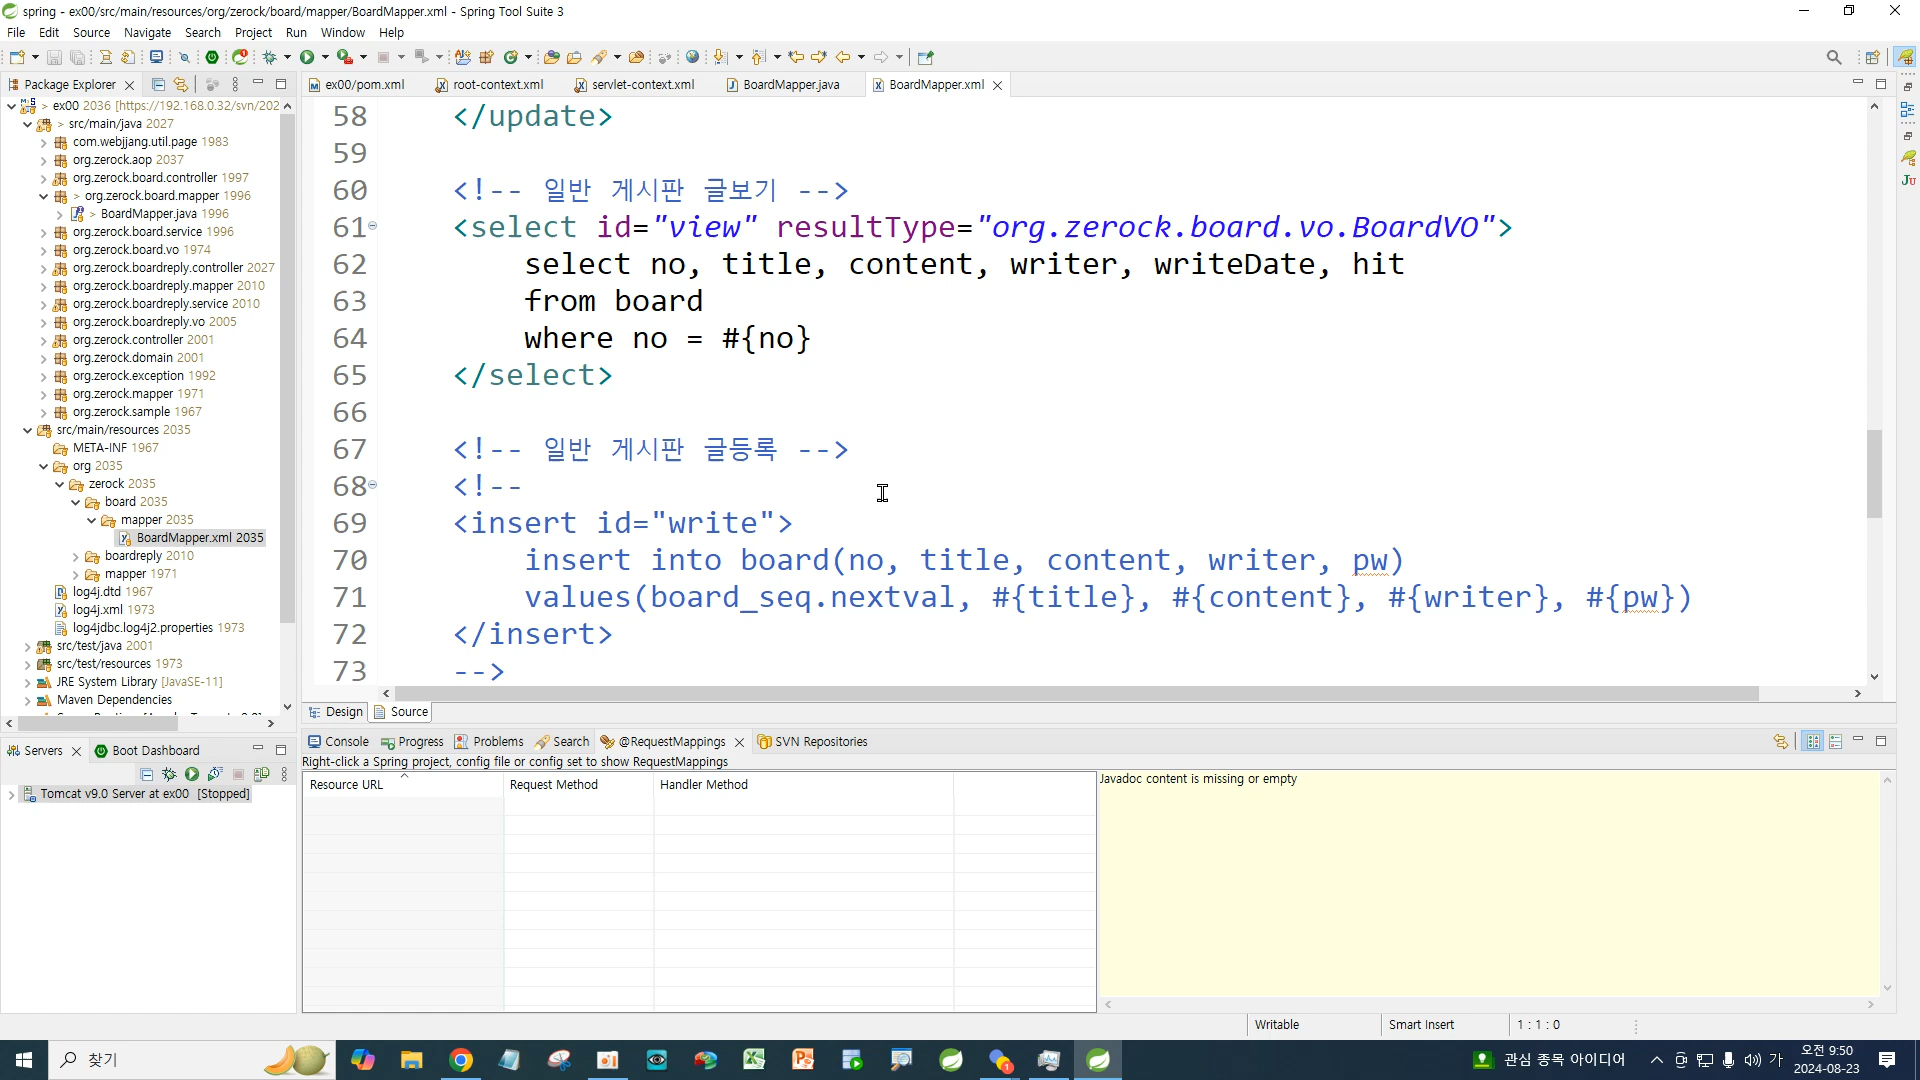 spring - ex00/src/main/resources/org/zerock/board/mapper/BoardMapper.xml - Spring Tool Suite 3
File Edit Source Navigate Search Project Run Window Help
Package Explorer
ex00/pom.xml root-context.xml servlet-context.xml BoardMapper.java BoardMapper.xml
> ex00 2036 [https://192.168.0.32/svn/202
> src/main/java 2027
com.webjjang.util.page 1983
org.zerock.aop 2037
org.zerock.board.controller 1997
> org.zerock.board.mapper 1996
> BoardMapper.java 1996
org.zerock.board.service 1996
org.zerock.board.vo 1974
org.zerock.boardreply.controller 2027
org.zerock.boardreply.mapper 2010
org.zerock.boardreply.service 2010
org.zerock.boardreply.vo 2005
org.zerock.controller 2001
org.zerock.domain 2001
org.zerock.exception 1992
org.zerock.mapper 1971
org.zerock.sample 1967
src/main/resources 2035
META-INF 1967
org 2035
zerock 2035
board 2035
mapper 2035
BoardMapper.xml 2035
boardreply 2010
mapper 1971
log4j.dtd 1967
log4j.xml 1973
log4jdbc.log4j2.properties 1973
src/test/java 2001
src/test/resources 1973
JRE System Library [JavaSE-11]
Maven Dependencies
58 </update>
59
60 <!-- 일반 게시판 글보기 -->
61 <select id="view" resultType="org.zerock.board.vo.BoardVO">
62 select no, title, content, writer, writeDate, hit
63 from board
64 where no = #{no}
65 </select>
66
67 <!-- 일반 게시판 글등록 -->
68 <!--
69 <insert id="write">
70 insert into board(no, title, content, writer, pw)
71 values(board_seq.nextval, #{title}, #{content}, #{writer}, #{pw})
72 </insert>
73 -->
Design Source
Servers Boot Dashboard
Tomcat v9.0 Server at ex00 [Stopped]
Console Progress Problems Search @RequestMappings SVN Repositories
Right-click a Spring project, config file or config set to show RequestMappings
Resource URL Request Method Handler Method
Javadoc content is missing or empty
Writable Smart Insert 1 : 1 : 0
찾기
관심 종목 아이디어
가
오전 9:50
2024-08-23